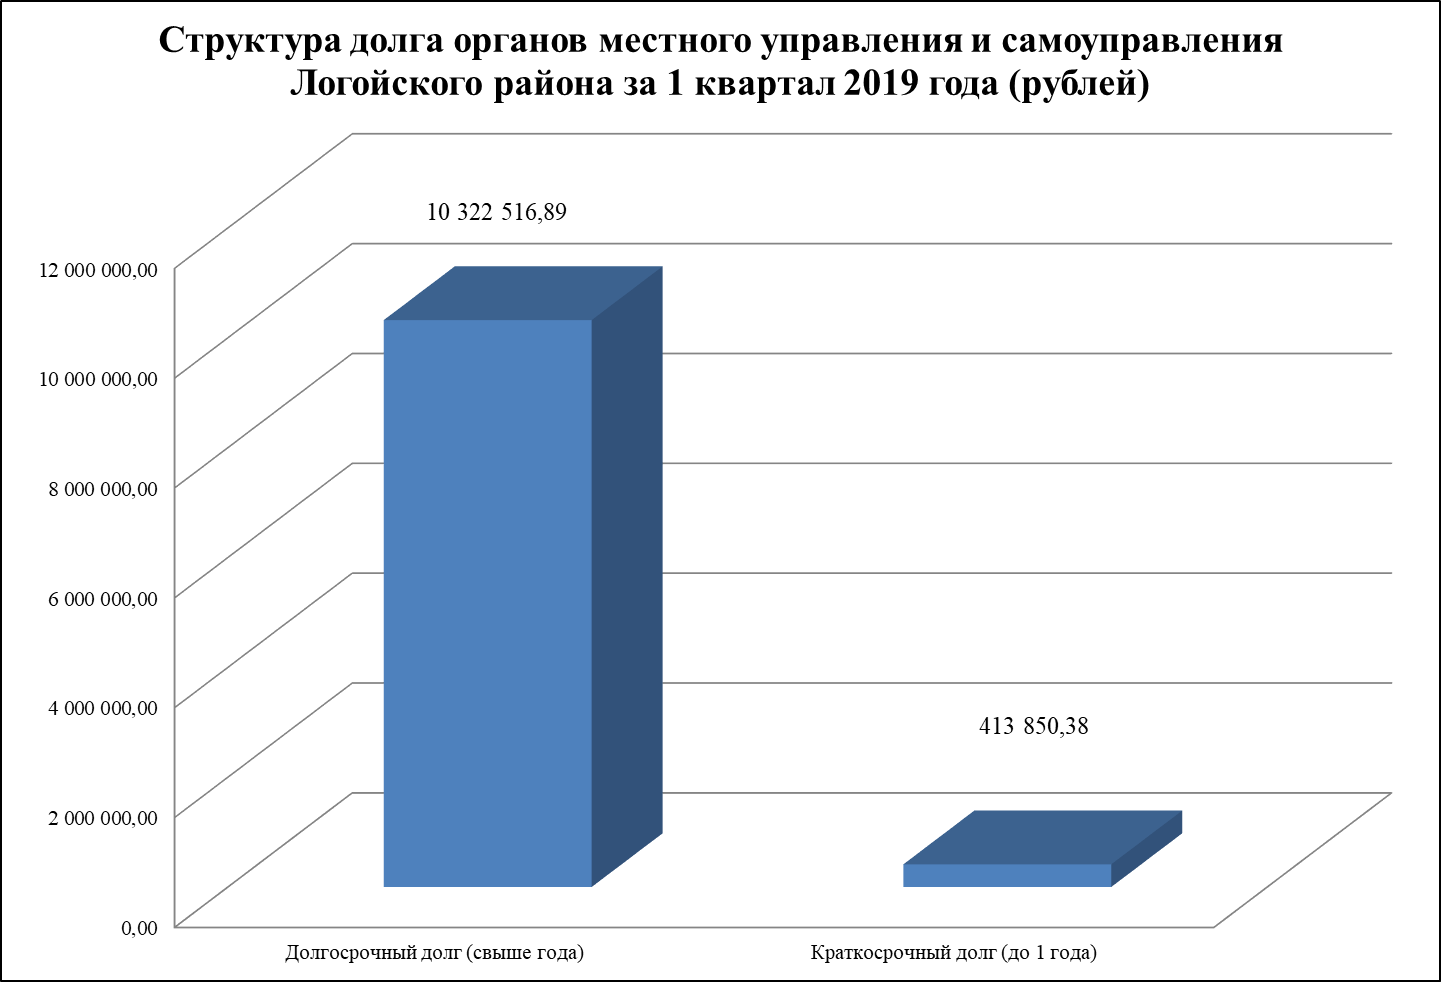 Структура долга органов местного управления и самоуправления
Логойского района за 1 квартал 2019 года (рублей)
10 322 516,89
12 000 000,00
10 000 000,00
8 000 000,00
6 000 000,00
4 000 000,00
413 850,38
2 000 000,00
0,00
Долгосрочный долг (свыше года)
Краткосрочный долг (до 1 года)